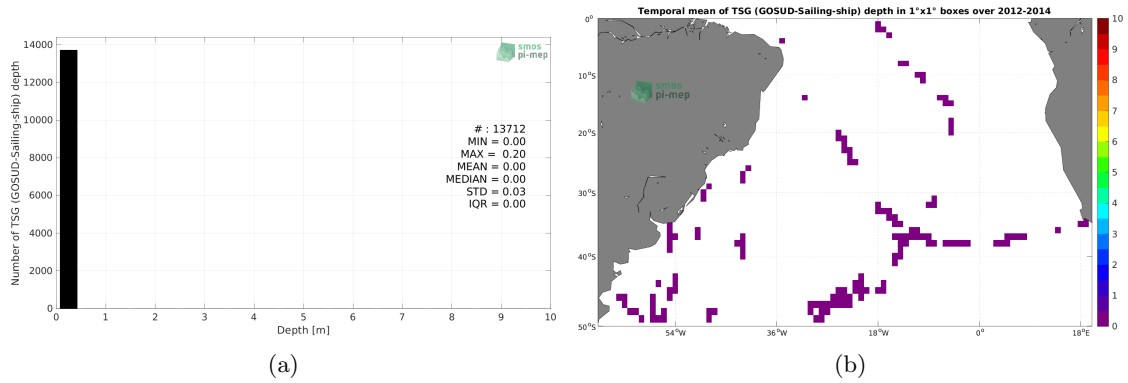 smos
pi-mep
14000
12000
10000
8000
6000
4000
2000
0
Number of TSG (GOSUD-Sailing-ship) depth
# : 13712
MIN = 0.00
MAX = 0.20
MEAN = 0.00
MEDIAN = 0.00
STD = 0.03
IQR = 0.00
0 1 2 3 4 5 6 7 8 9 10
Depth [m]
(a)
Temporal mean of TSG (GOSUD-Sailing-ship) depth in 1°x1° boxes over 2012-2014
smos
pi-mep
0°
10°S
20°S
30°S
40°S
50°S
54°W 36°W 18°W 0° 18°E
10
9
8
7
6
5
4
3
2
1
0
(b)